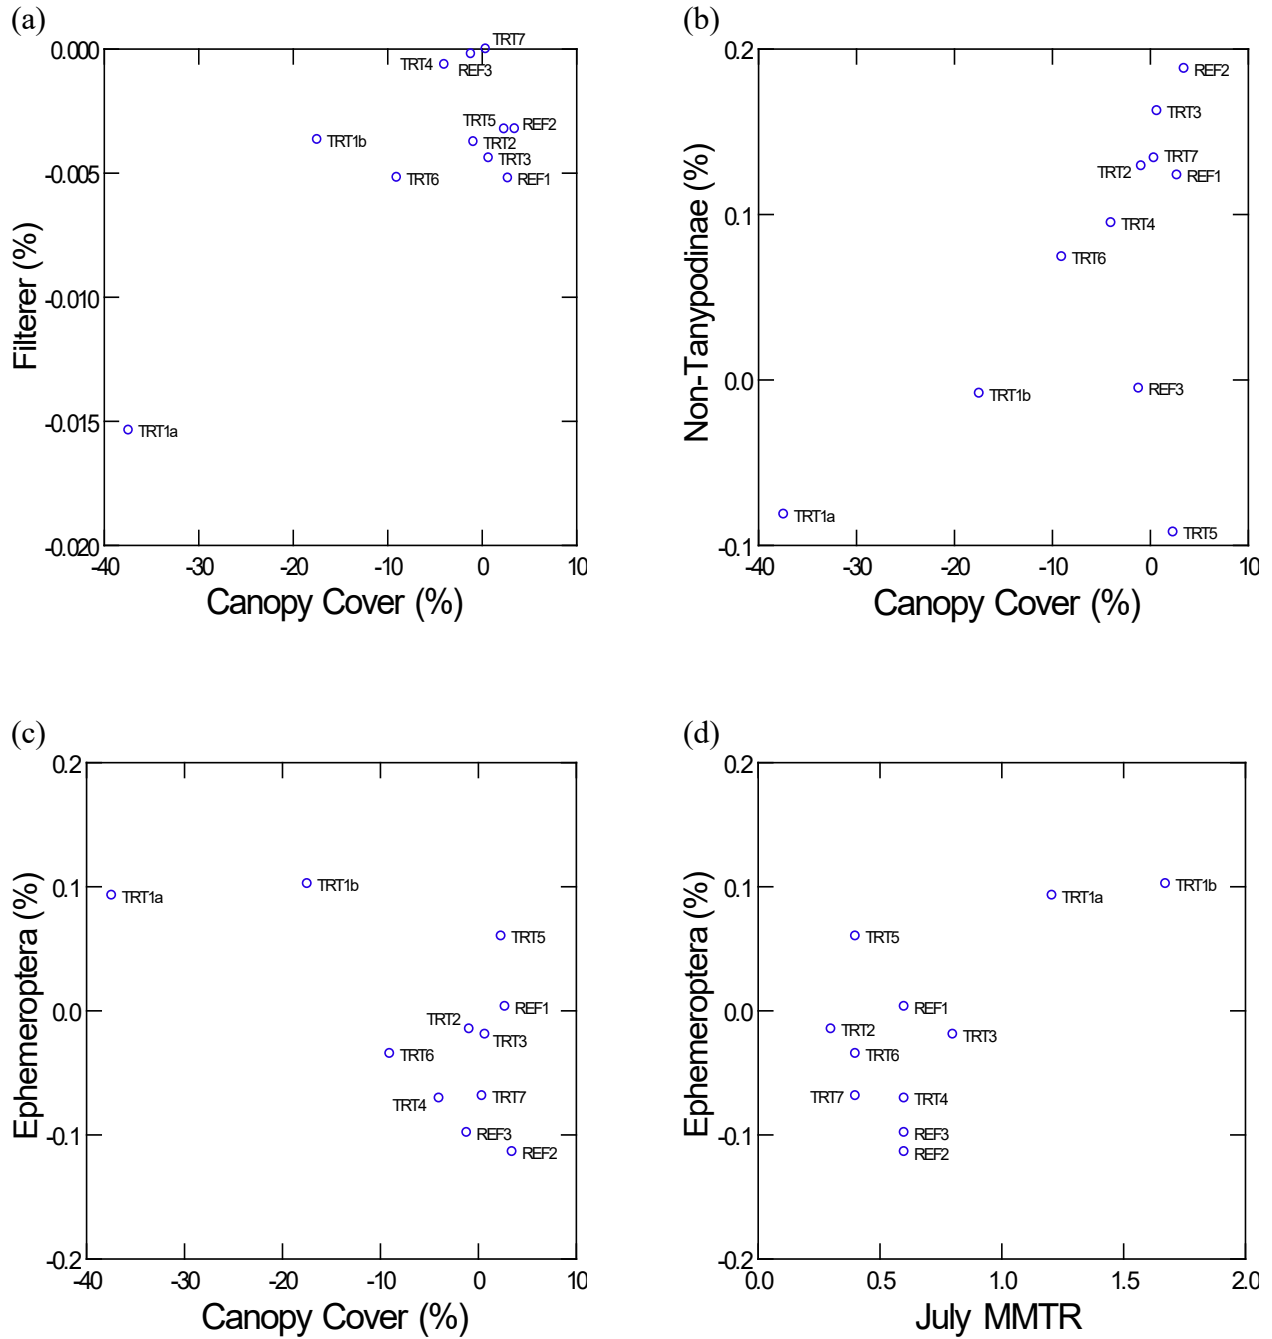 (a)
0.000
-0.005
-0.010
-0.015
-0.020
Filterer (%)
TRT7
TRT4
REF3
TRT5
REF2
TRT1b
TRT2
TRT3
TRT6
REF1
TRT1a
-40 -30 -20 -10 0 10
Canopy Cover (%)
(b)
0.2
0.1
0.0
-0.1
Non-Tanypodinae (%)
REF2
TRT3
TRT7
TRT2
REF1
TRT4
TRT6
TRT1b
REF3
TRT1a
TRT5
-40 -30 -20 -10 0 10
Canopy Cover (%)
(c)
0.2
0.1
0.0
-0.1
-0.2
Ephemeroptera (%)
TRT1a
TRT1b
TRT5
REF1
TRT2
TRT3
TRT6
TRT4
TRT7
REF3
REF2
-40 -30 -20 -10 0 10
Canopy Cover (%)
(d)
0.2
0.1
0.0
-0.1
-0.2
Ephemeroptera (%)
TRT1b
TRT1a
TRT5
REF1
TRT2
TRT3
TRT6
TRT7
TRT4
REF3
REF2
0.0 0.5 1.0 1.5 2.0
July MMTR